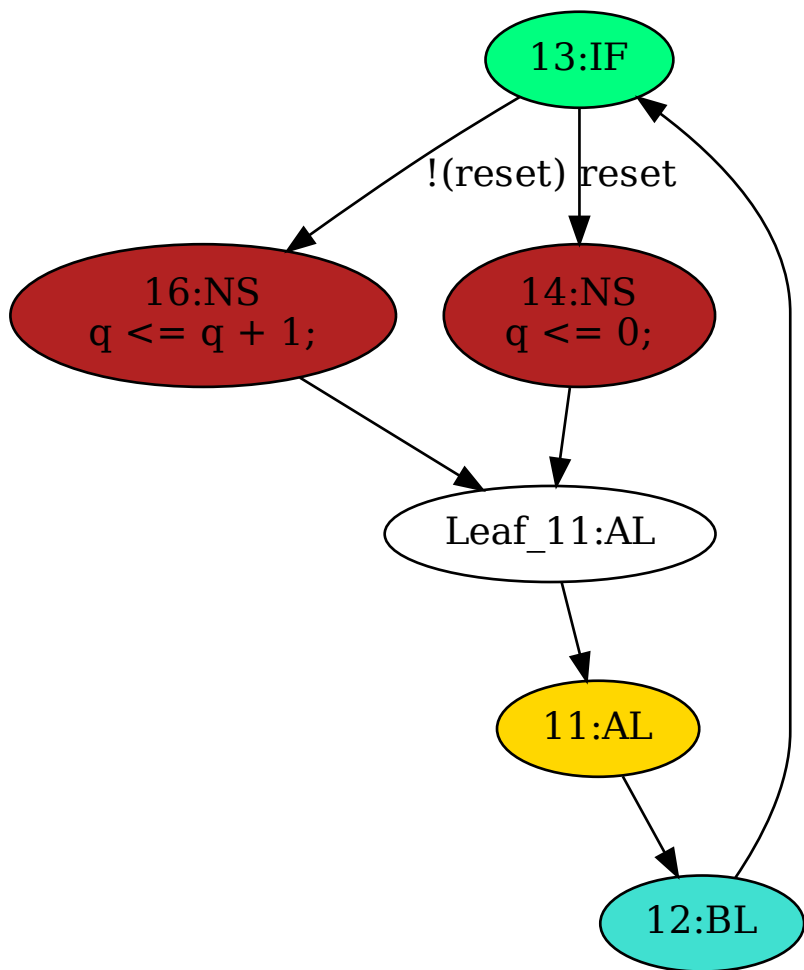 13:IF
!(reset) reset
16:NS
q <= q + 1;
14:NS
q <= 0;
Leaf_11:AL
11:AL
12:BL